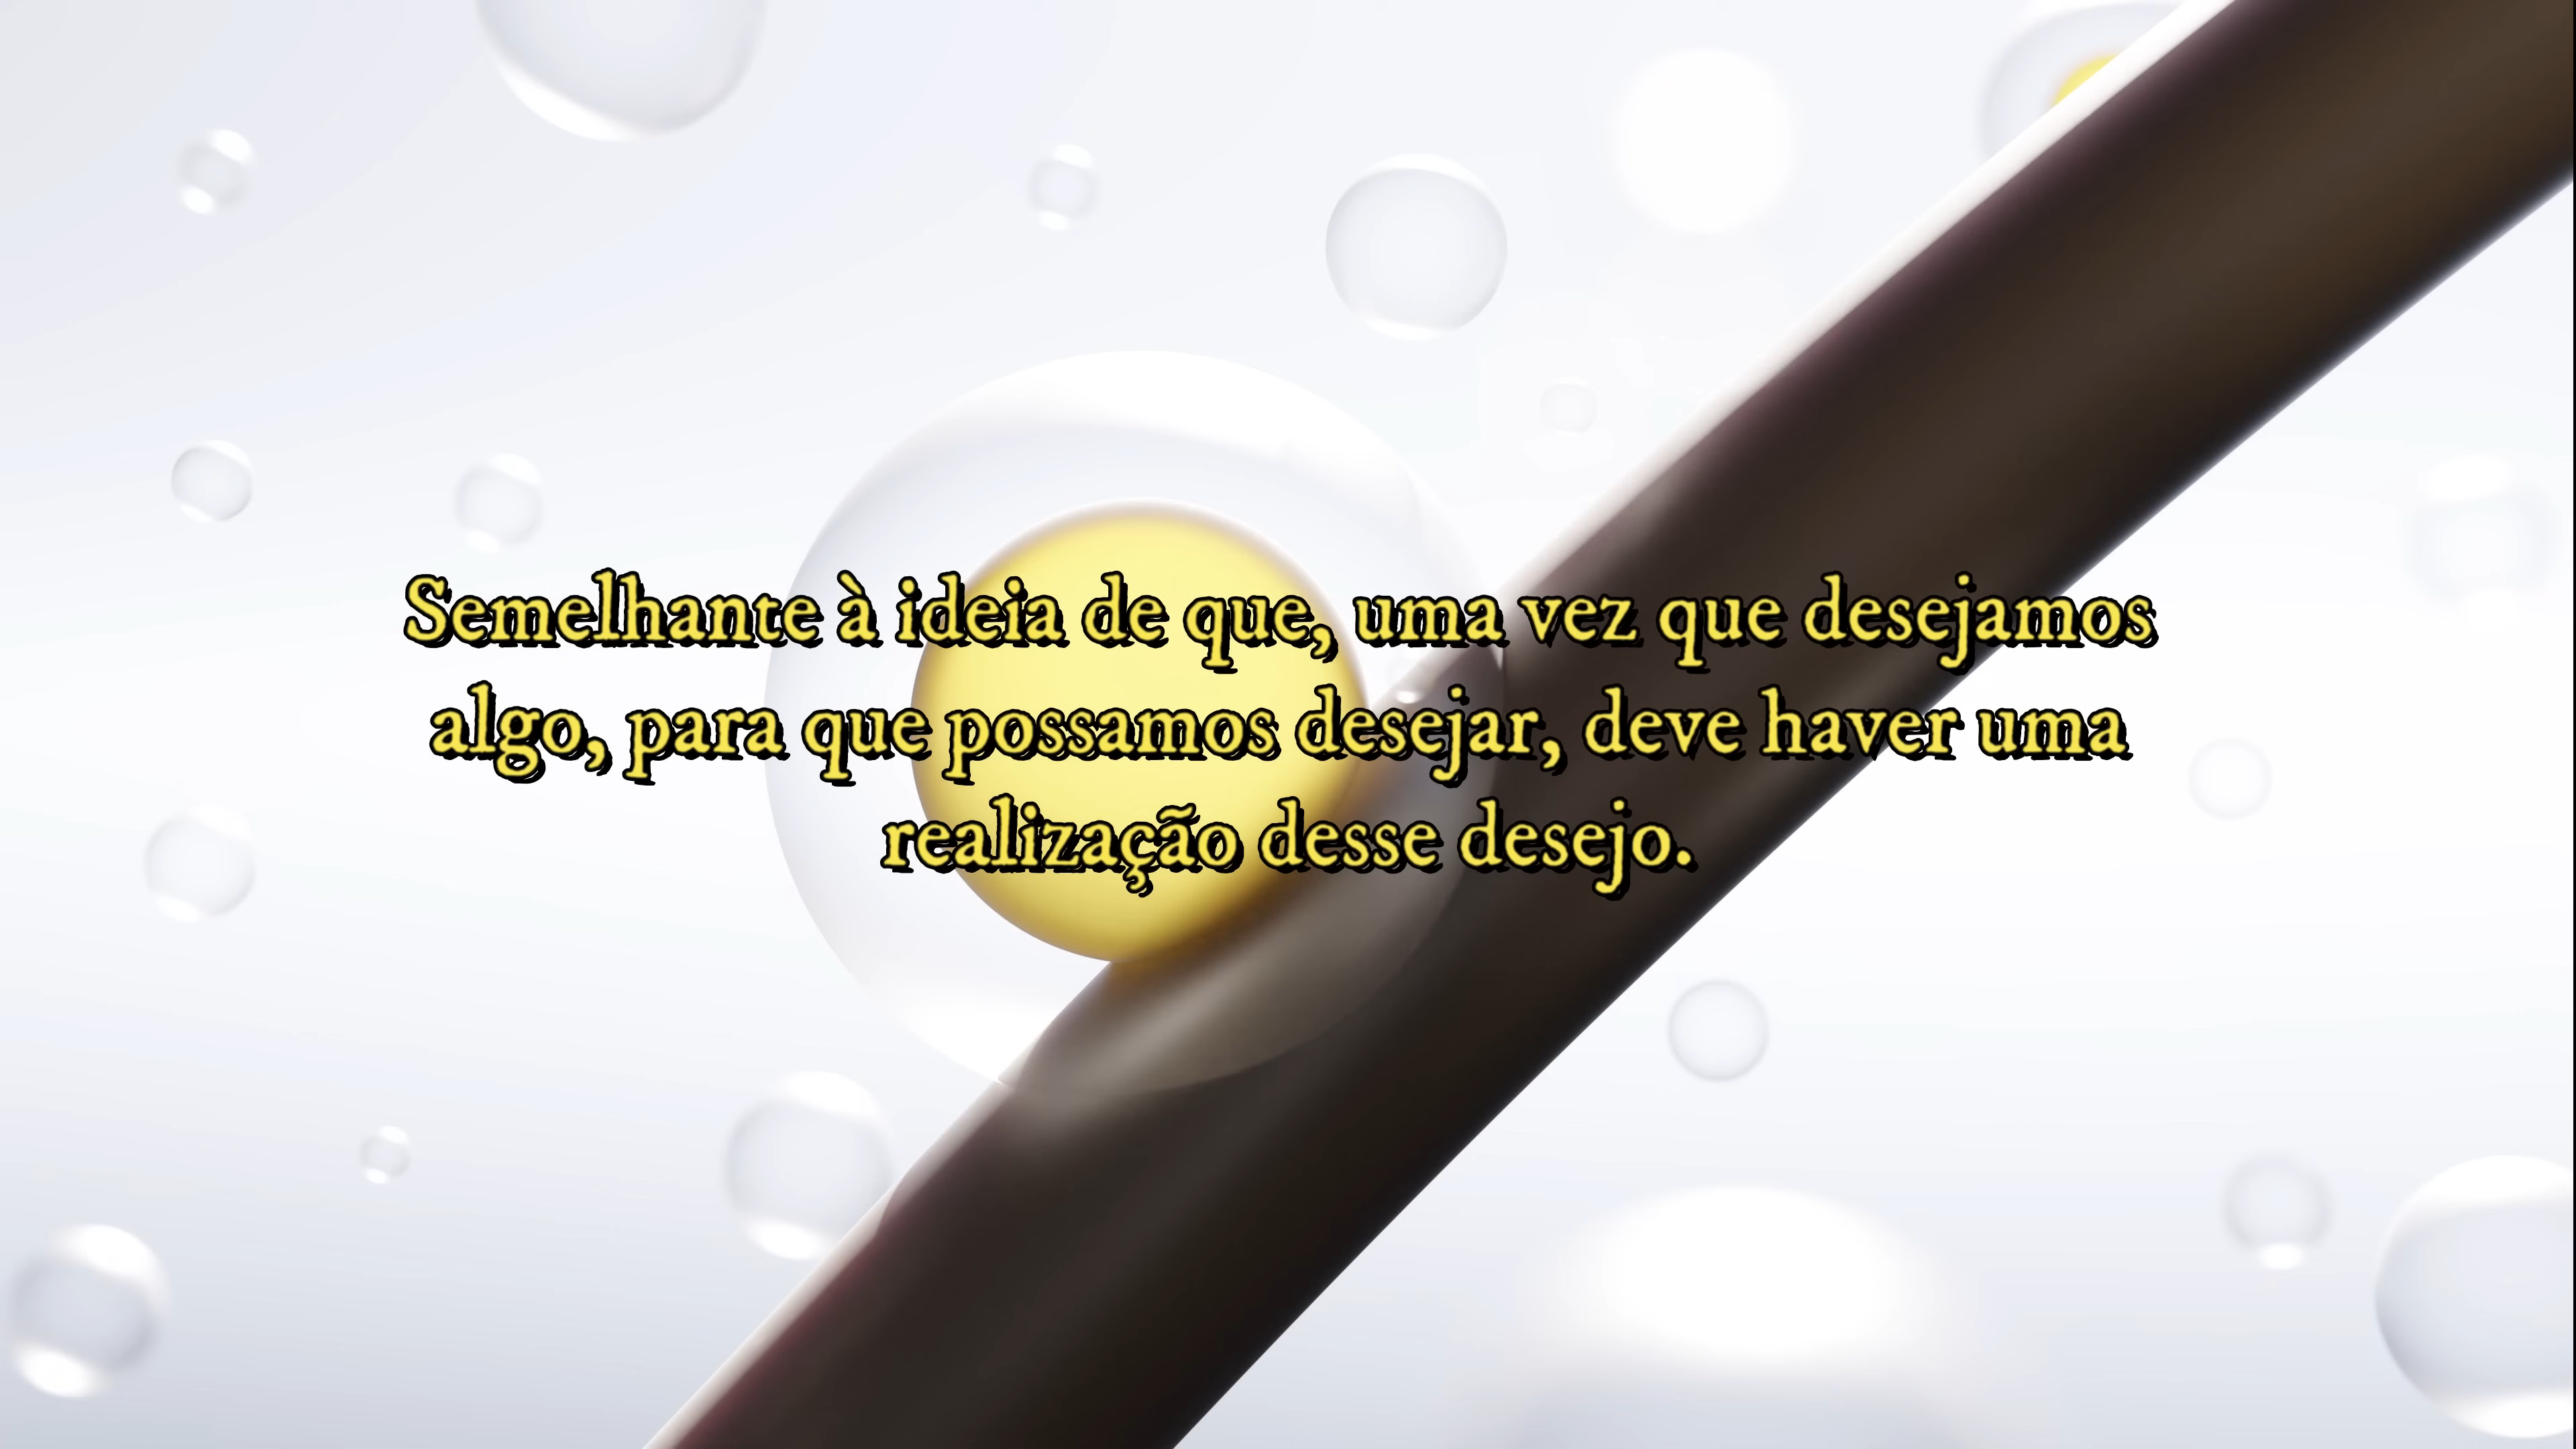 Semelhante à ideia de que, uma vez que desejamos
algo, para que possamos desejar, deve haver uma
realização desse desejo.